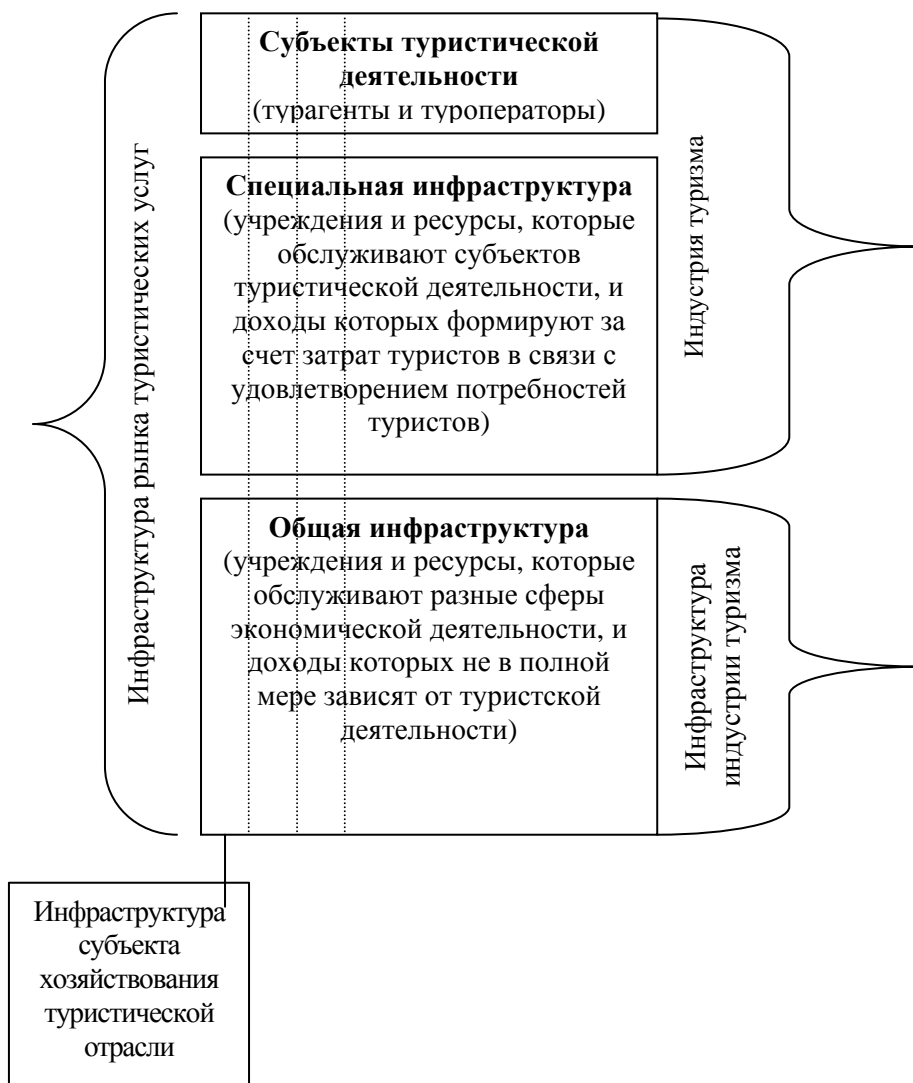 Субъекты туристической
деятельности
(турагенты и туроператоры)
Специальная инфраструктура
(учреждения и ресурсы, которые
обслуживают субъектов
туристической деятельности, и
доходы которых формируют за
счет затрат туристов в связи с
удовлетворением потребностей
туристов)
Общая инфраструктура
(учреждения и ресурсы, которые
обслуживают разные сферы
экономической деятельности, и
доходы которых не в полной
мере зависят от туристской
деятельности)
Инфраструктура рынка туристических услуг
Индустрия туризма
Инфраструктура
индустрии туризма
Инфраструктура
субъекта
хозяйствования
туристической
отрасли